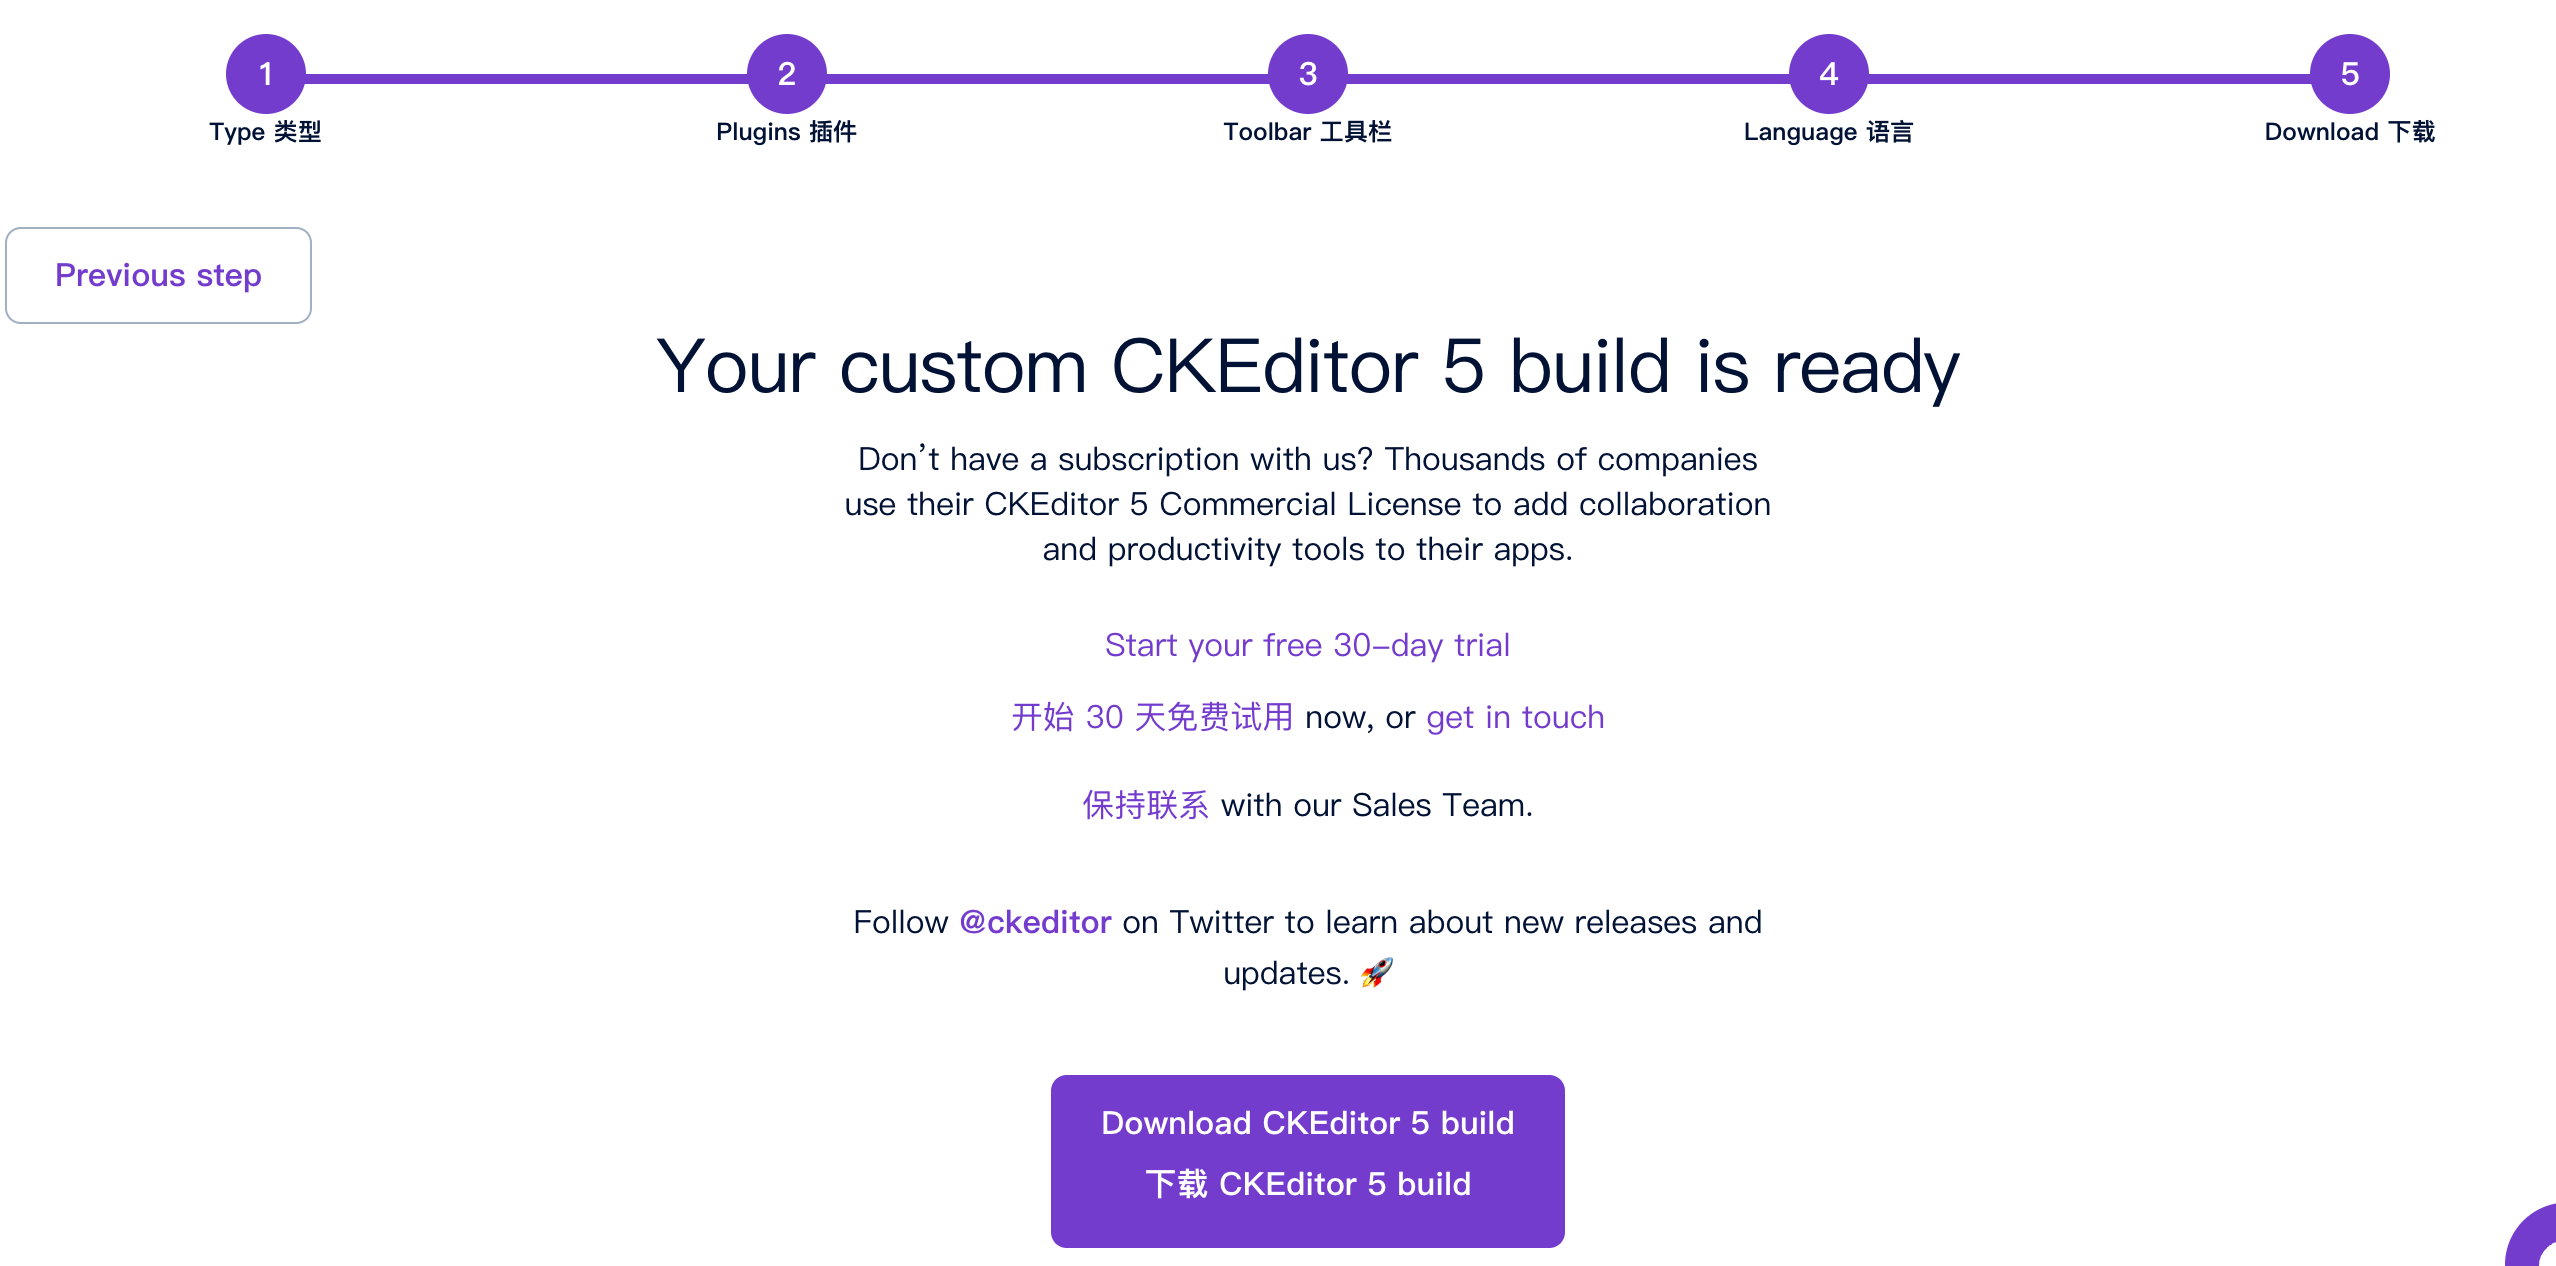 1
2
3
4
5
Type 类型
Plugins 插件
Toolbar 工具栏
Language 语言
Download 下载
Previous step
Your custom CKEditor 5 build is ready
Don't have a subscription with us? Thousands of companies
use their CKEditor 5 Commercial License to add collaboration
and productivity tools to their apps.
Start your free 30-day trial
开始 30 天免费试用 now, or get in touch
保持联系 with our Sales Team.
Follow @ckeditor on Twitter to learn about new releases and
updates. 🚀
Download CKEditor 5 build
下载 CKEditor 5 build